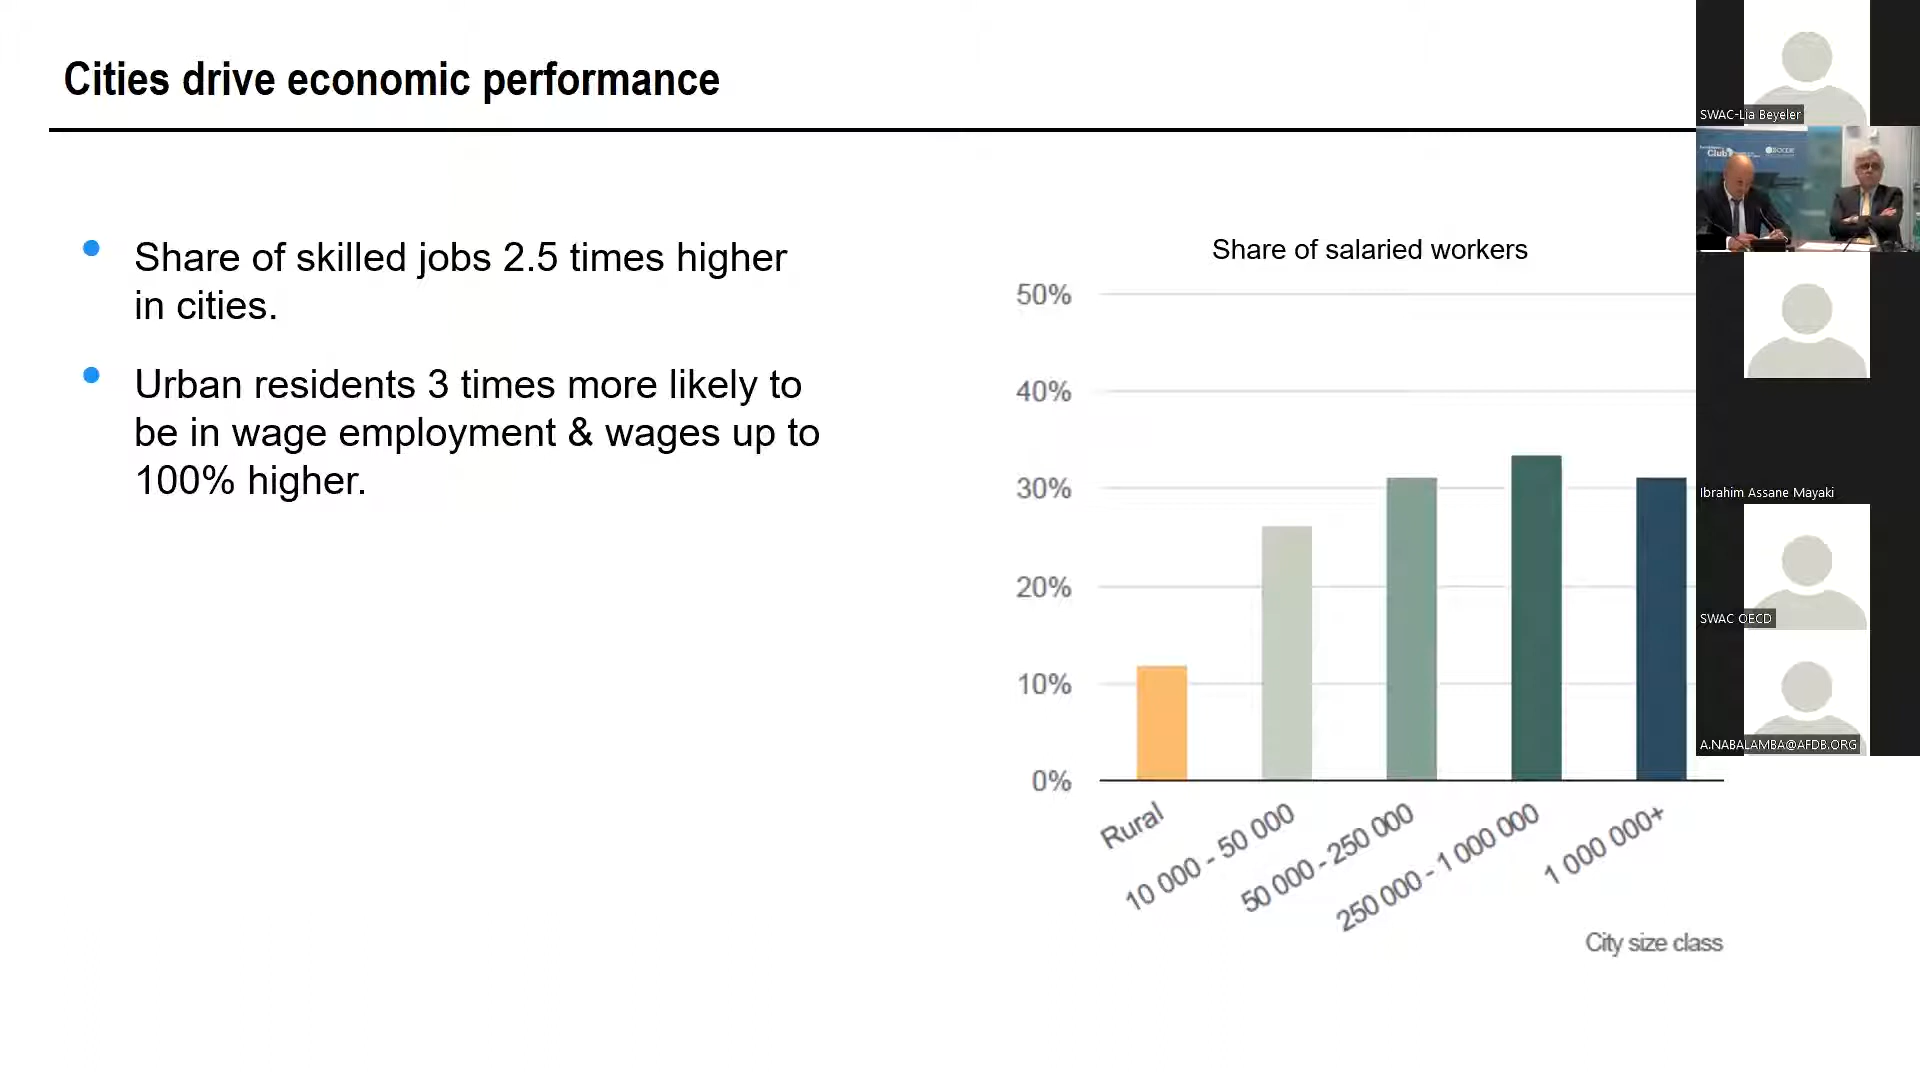 Cities drive economic performance
Share of skilled jobs 2.5 times higher
in cities.
Urban residents 3 times more likely to
be in wage employment & wages up to
100% higher.
Share of salaried workers
50%
40%
30%
20%
10%
0%
Rural
10 000 - 50 000
50 000 - 250 000
250 000 - 1 000 000
1 000 000+
City size class
SWAC-Lia Beyeler
Club
Ibrahim Assane Mayaki
SWAC OECD
A.NABALAMBA@AFDB.ORG